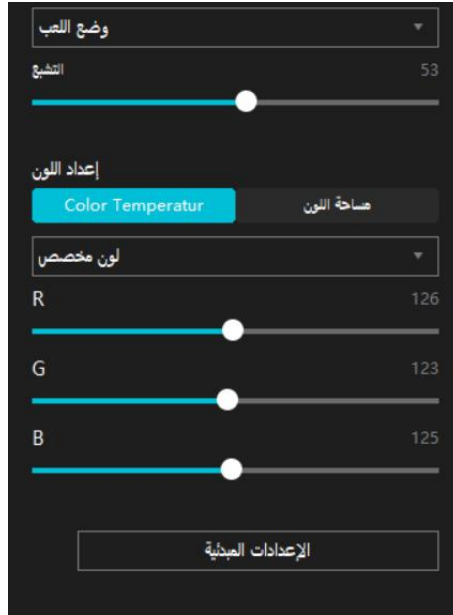 وضع اللعب
التشبع 53
إعداد اللون
Color Temperatur مساحة اللون
لون مخصص
R 126
G 123
B 125
الإعدادات المبدئية